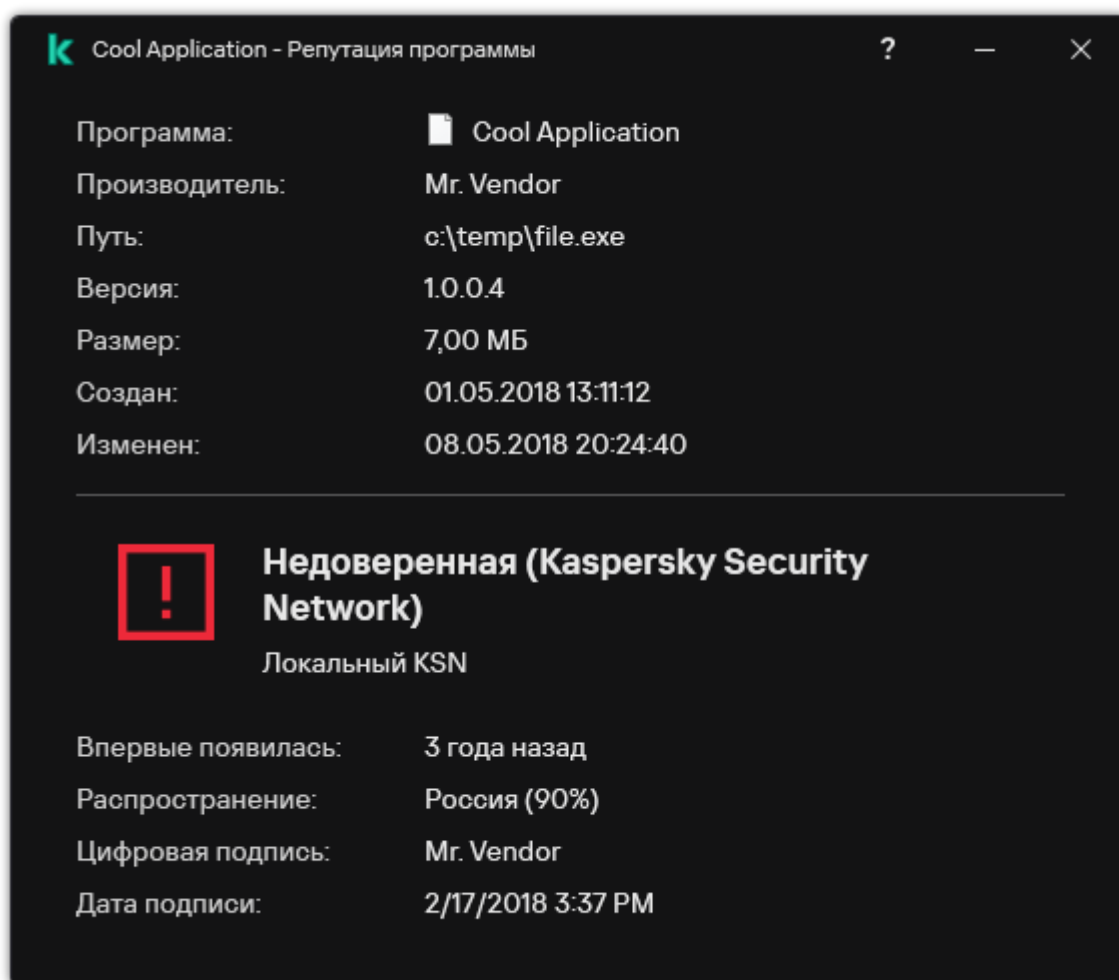 Cool Application - Репутация программы ?
Программа: Cool Application
Производитель: Mr. Vendor
Путь: c:\temp\file.exe
Версия: 1.0.0.4
Размер: 7,00 МБ
Создан: 01.05.2018 13:11:12
Изменен: 08.05.2018 20:24:40
Недоверенная (Kaspersky Security
Network)
Локальный KSN
Впервые появилась: 3 года назад
Распространение: Россия (90%)
Цифровая подпись: Mr. Vendor
Дата подписи: 2/17/2018 3:37 PM